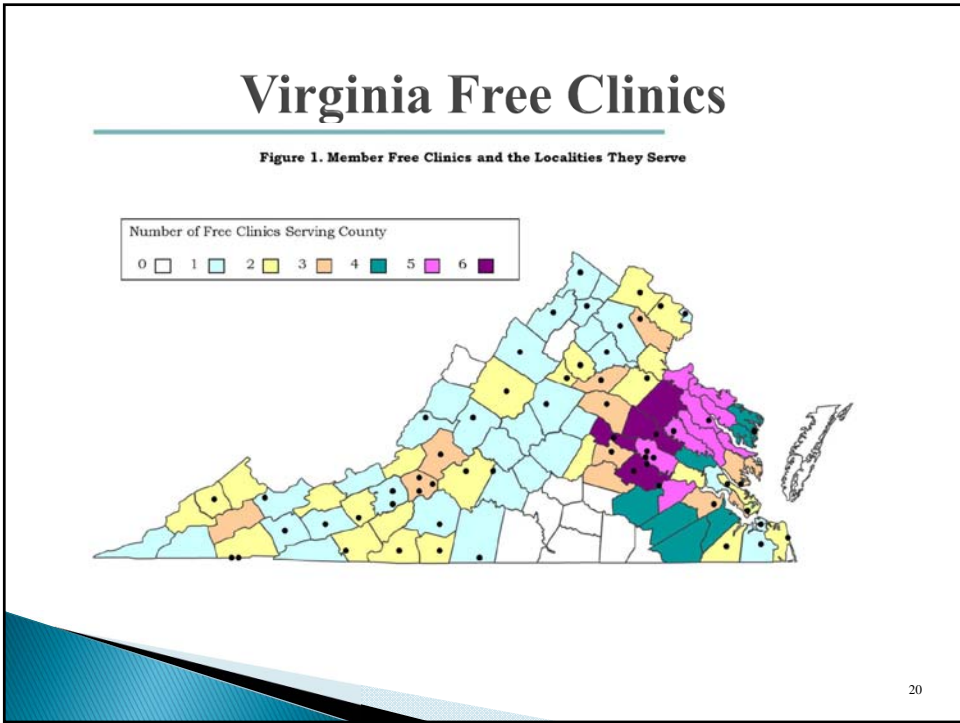 Virginia Free Clinics
Figure 1. Member Free Clinics and the Localities They Serve
Number of Free Clinics Serving County
0 1 2 3 4 5 6
20